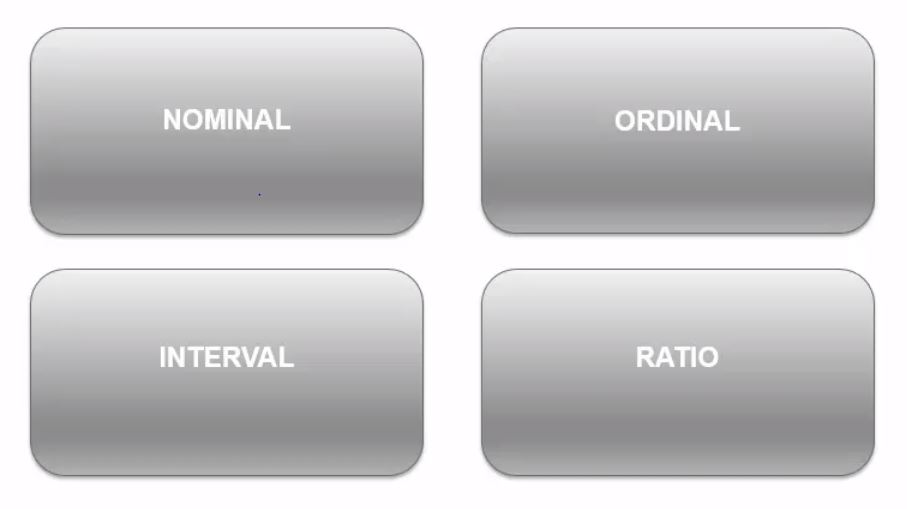 NOMINAL
ORDINAL
INTERVAL
RATIO